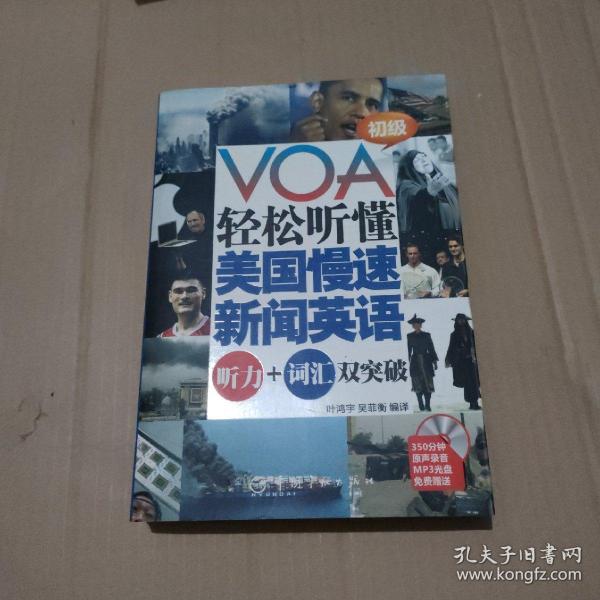 初级
VOA
轻松听懂
美国慢速
新闻英语
听力+词汇双突破
叶鸿宇 吴菲衡 编译
350分钟
原声录音
MP3光盘
免费赠送
HYUNDAI
孔夫子旧书网
www.kongfz.com